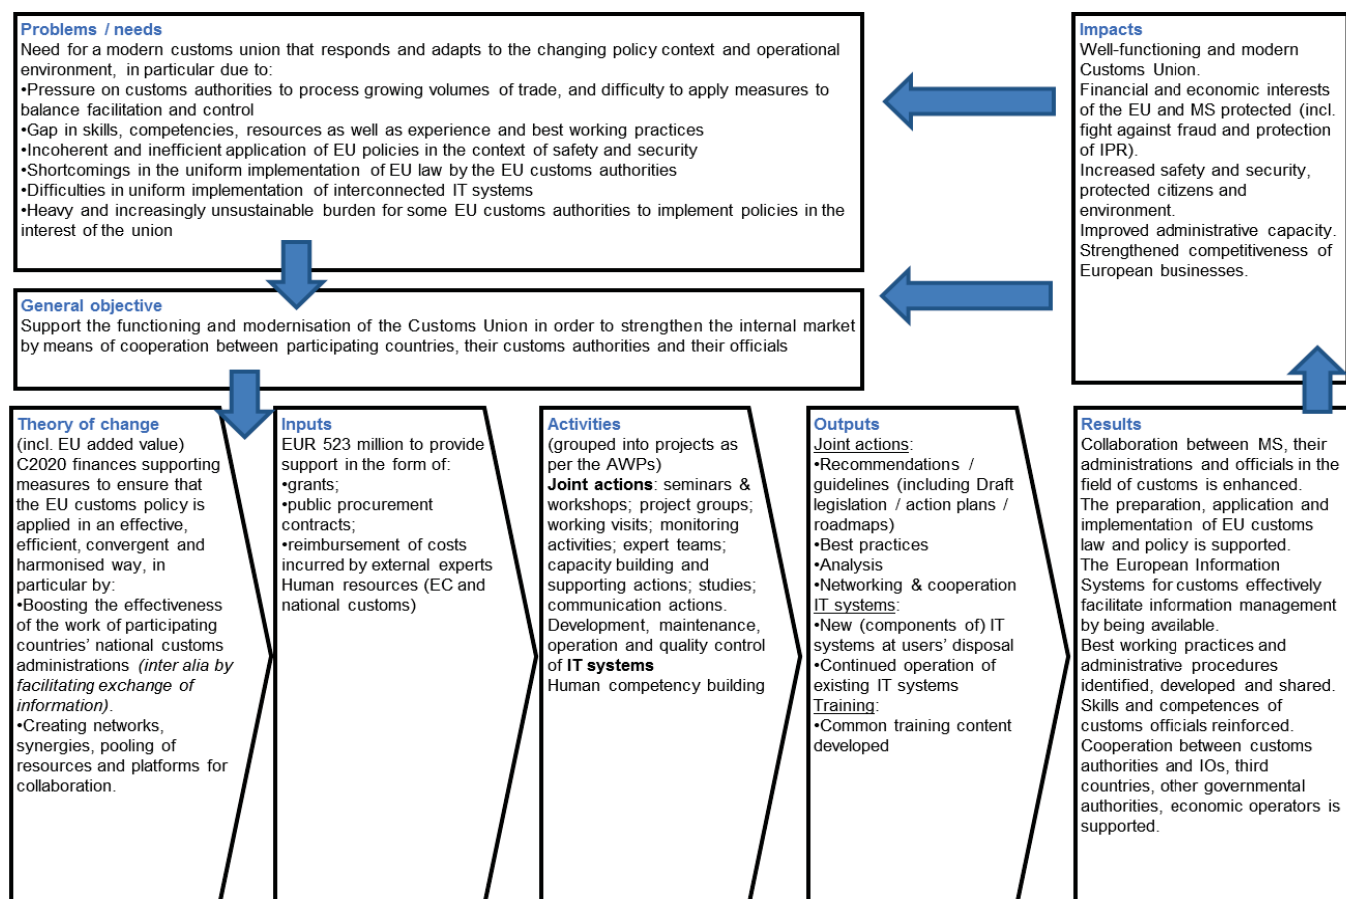 Problems / needs
Need for a modern customs union that responds and adapts to the changing policy context and operational
environment, in particular due to:
•Pressure on customs authorities to process growing volumes of trade, and difficulty to apply measures to
balance facilitation and control
•Gap in skills, competencies, resources as well as experience and best working practices
•Incoherent and inefficient application of EU policies in the context of safety and security
•Shortcomings in the uniform implementation of EU law by the EU customs authorities
•Difficulties in uniform implementation of interconnected IT systems
•Heavy and increasingly unsustainable burden for some EU customs authorities to implement policies in the
interest of the union
General objective
Support the functioning and modernisation of the Customs Union in order to strengthen the internal market
by means of cooperation between participating countries, their customs authorities and their officials
Impacts
Well-functioning and modern
Customs Union.
Financial and economic interests
of the EU and MS protected (incl.
fight against fraud and protection
of IPR).
Increased safety and security,
protected citizens and
environment.
Improved administrative capacity.
Strengthened competitiveness of
European businesses.
Theory of change
(incl. EU added value)
C2020 finances supporting
measures to ensure that
the EU customs policy is
applied in an effective,
efficient, convergent and
harmonised way, in
particular by:
•Boosting the effectiveness
of the work of participating
countries' national customs
administrations (inter alia by
facilitating exchange of
information).
•Creating networks,
synergies, pooling of
resources and platforms for
collaboration.
Inputs
EUR 523 million to provide
support in the form of:
•grants;
•public procurement
contracts;
•reimbursement of costs
incurred by external experts
Human resources (EC and
national customs)
Activities
(grouped into projects as
per the AWPs)
Joint actions: seminars &
workshops; project groups;
working visits; monitoring
activities; expert teams;
capacity building and
supporting actions; studies;
communication actions.
Development, maintenance,
operation and quality control
of IT systems
Human competency building
Outputs
Joint actions:
•Recommendations /
guidelines (including Draft
legislation / action plans /
roadmaps)
•Best practices
•Analysis
•Networking & cooperation
IT systems:
•New (components of) IT
systems at users' disposal
•Continued operation of
existing IT systems
Training:
•Common training content
developed
Results
Collaboration between MS, their
administrations and officials in the
field of customs is enhanced.
The preparation, application and
implementation of EU customs
law and policy is supported.
The European Information
Systems for customs effectively
facilitate information management
by being available.
Best working practices and
administrative procedures
identified, developed and shared.
Skills and competences of
customs officials reinforced.
Cooperation between customs
authorities and IOs, third
countries, other governmental
authorities, economic operators is
supported.